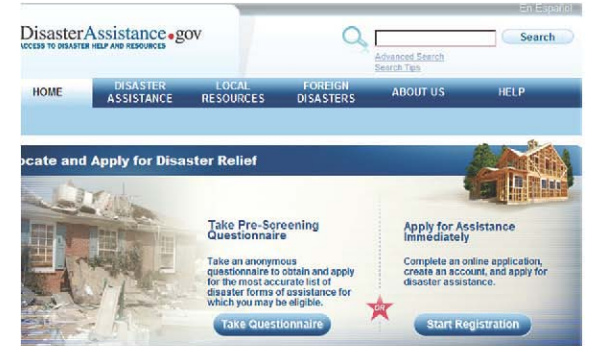 En Español
DisasterAssistance.gov
ACCESS TO DISASTER HELP AND RESOURCES
Search
Advanced Search
Search Tips
HOME
DISASTER
ASSISTANCE
LOCAL
RESOURCES
FOREIGN
DISASTERS
ABOUT US
HELP
ocate and Apply for Disaster Relief
Take Pre-Screening
Questionnaire
Take an anonymous
questionnaire to obtain and apply
for the most accurate list of
disaster forms of assistance for
which you may be eligible.
Take Questionnaire
OR
Apply for Assistance
Immediately
Complete an online application,
create an account, and apply for
disaster assistance.
Start Registration